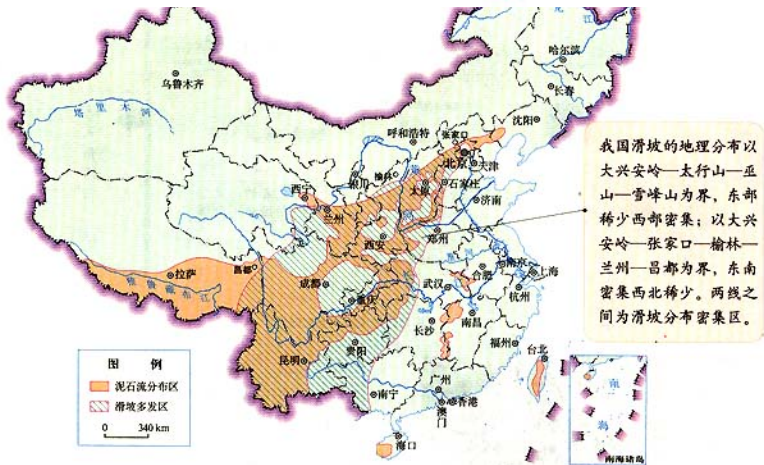 哈尔滨
长春
乌鲁木齐
塔里木河
沈阳
呼和浩特
张家口
北京
天津
榆林
银川
石家庄
太原
西宁
济南
兰州
郑州
西安
拉萨
昌都
雅鲁藏布江
成都
重庆
武汉
合肥
南京
上海
杭州
长沙
南昌
贵阳
福州
昆明
台北
南宁
广州
香港
澳门
海口
我国滑坡的地理分布以
大兴安岭—太行山—巫
山—雪峰山为界，东部
稀少西部密集；以大兴
安岭—张家口—榆林—
兰州—昌都为界，东南
密集西北稀少。两线之
间为滑坡分布密集区。
图 例
泥石流分布区
滑坡多发区
0 340 km
南
海
南海诸岛